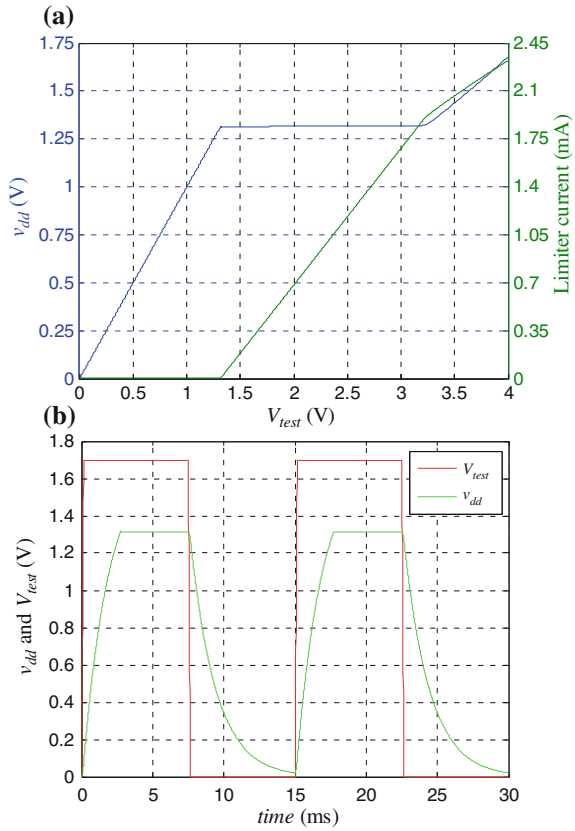 (a)
1.75
1.5
1.25
1
0.75
0.5
0.25
0
v_dd (V)
2.45
2.1
1.75
1.4
1.05
0.7
0.35
0
Limiter current (mA)
0 0.5 1 1.5 2 2.5 3 3.5 4
V_test (V)
(b)
1.8
1.6
1.4
1.2
1
0.8
0.6
0.4
0.2
0
v_dd and V_test (V)
V_test
v_dd
0 5 10 15 20 25 30
time (ms)